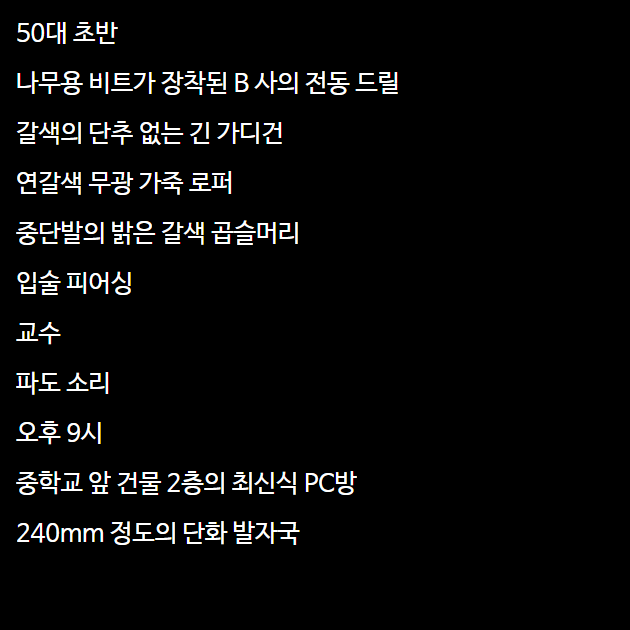 50대 초반
나무용 비트가 장착된 B 사의 전동 드릴
갈색의 단추 없는 긴 가디건
연갈색 무광 가죽 로퍼
중단발의 밝은 갈색 곱슬머리
입술 피어싱
교수
파도 소리
오후 9시
중학교 앞 건물 2층의 최신식 PC방
240mm 정도의 단화 발자국